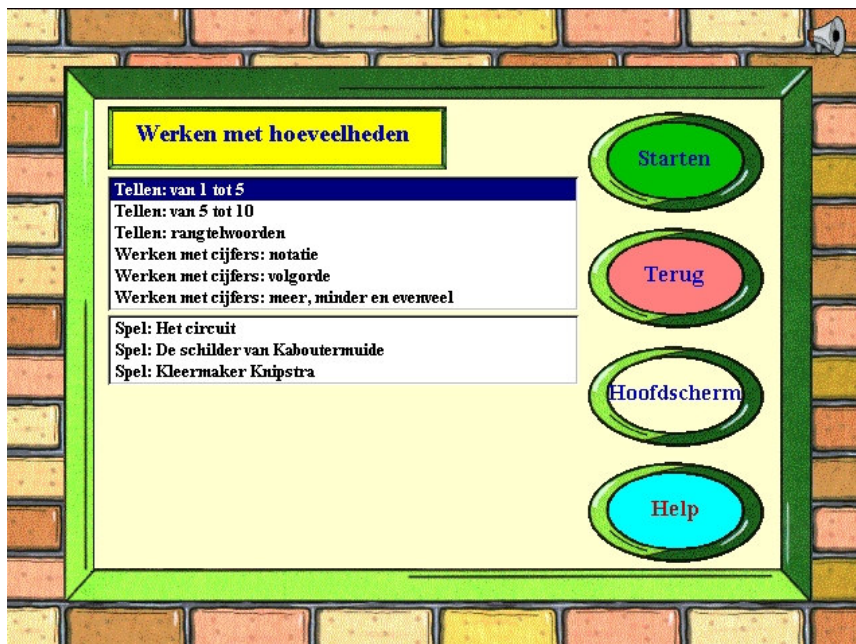 Werken met hoeveelheden
Tellen: van 1 tot 5
Tellen: van 5 tot 10
Tellen: rangtelwoorden
Werken met cijfers: notatie
Werken met cijfers: volgorde
Werken met cijfers: meer, minder en evenveel
Spel: Het circuit
Spel: De schilder van Kaboutermuide
Spel: Kleermaker Knipstra
Starten
Terug
Hoofdscherm
Help